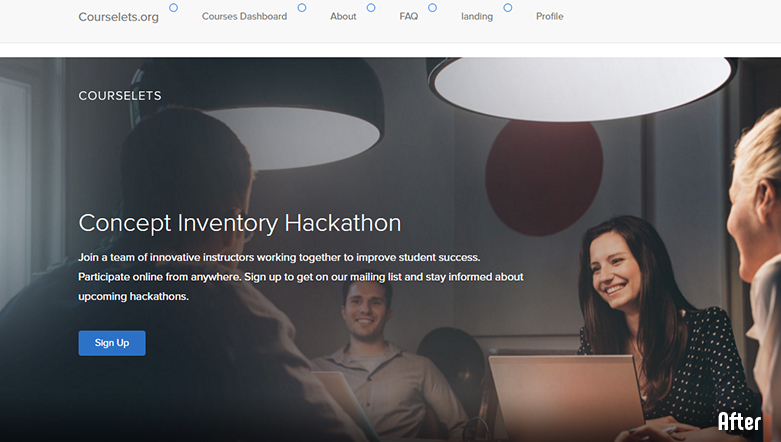 Courselets.org
Courses Dashboard
About
FAQ
landing
Profile
COURSELETS
Concept Inventory Hackathon
Join a team of innovative instructors working together to improve student success.
Participate online from anywhere. Sign up to get on our mailing list and stay informed about
upcoming hackathons.
Sign Up
After